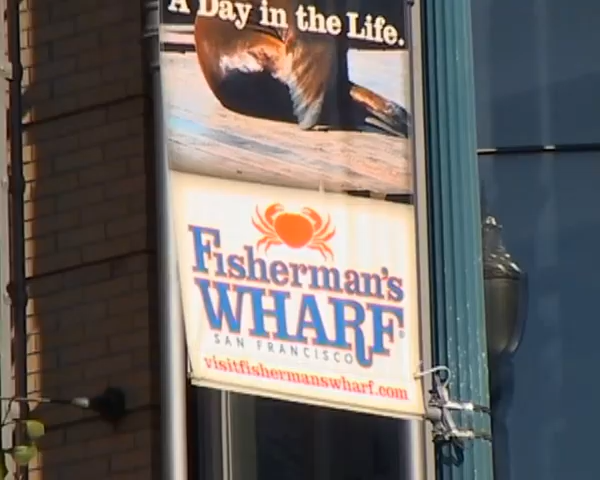 A Day in the Life.
Fisherman's
WHARF®
SAN FRANCISCO
visitfishermanswharf.com